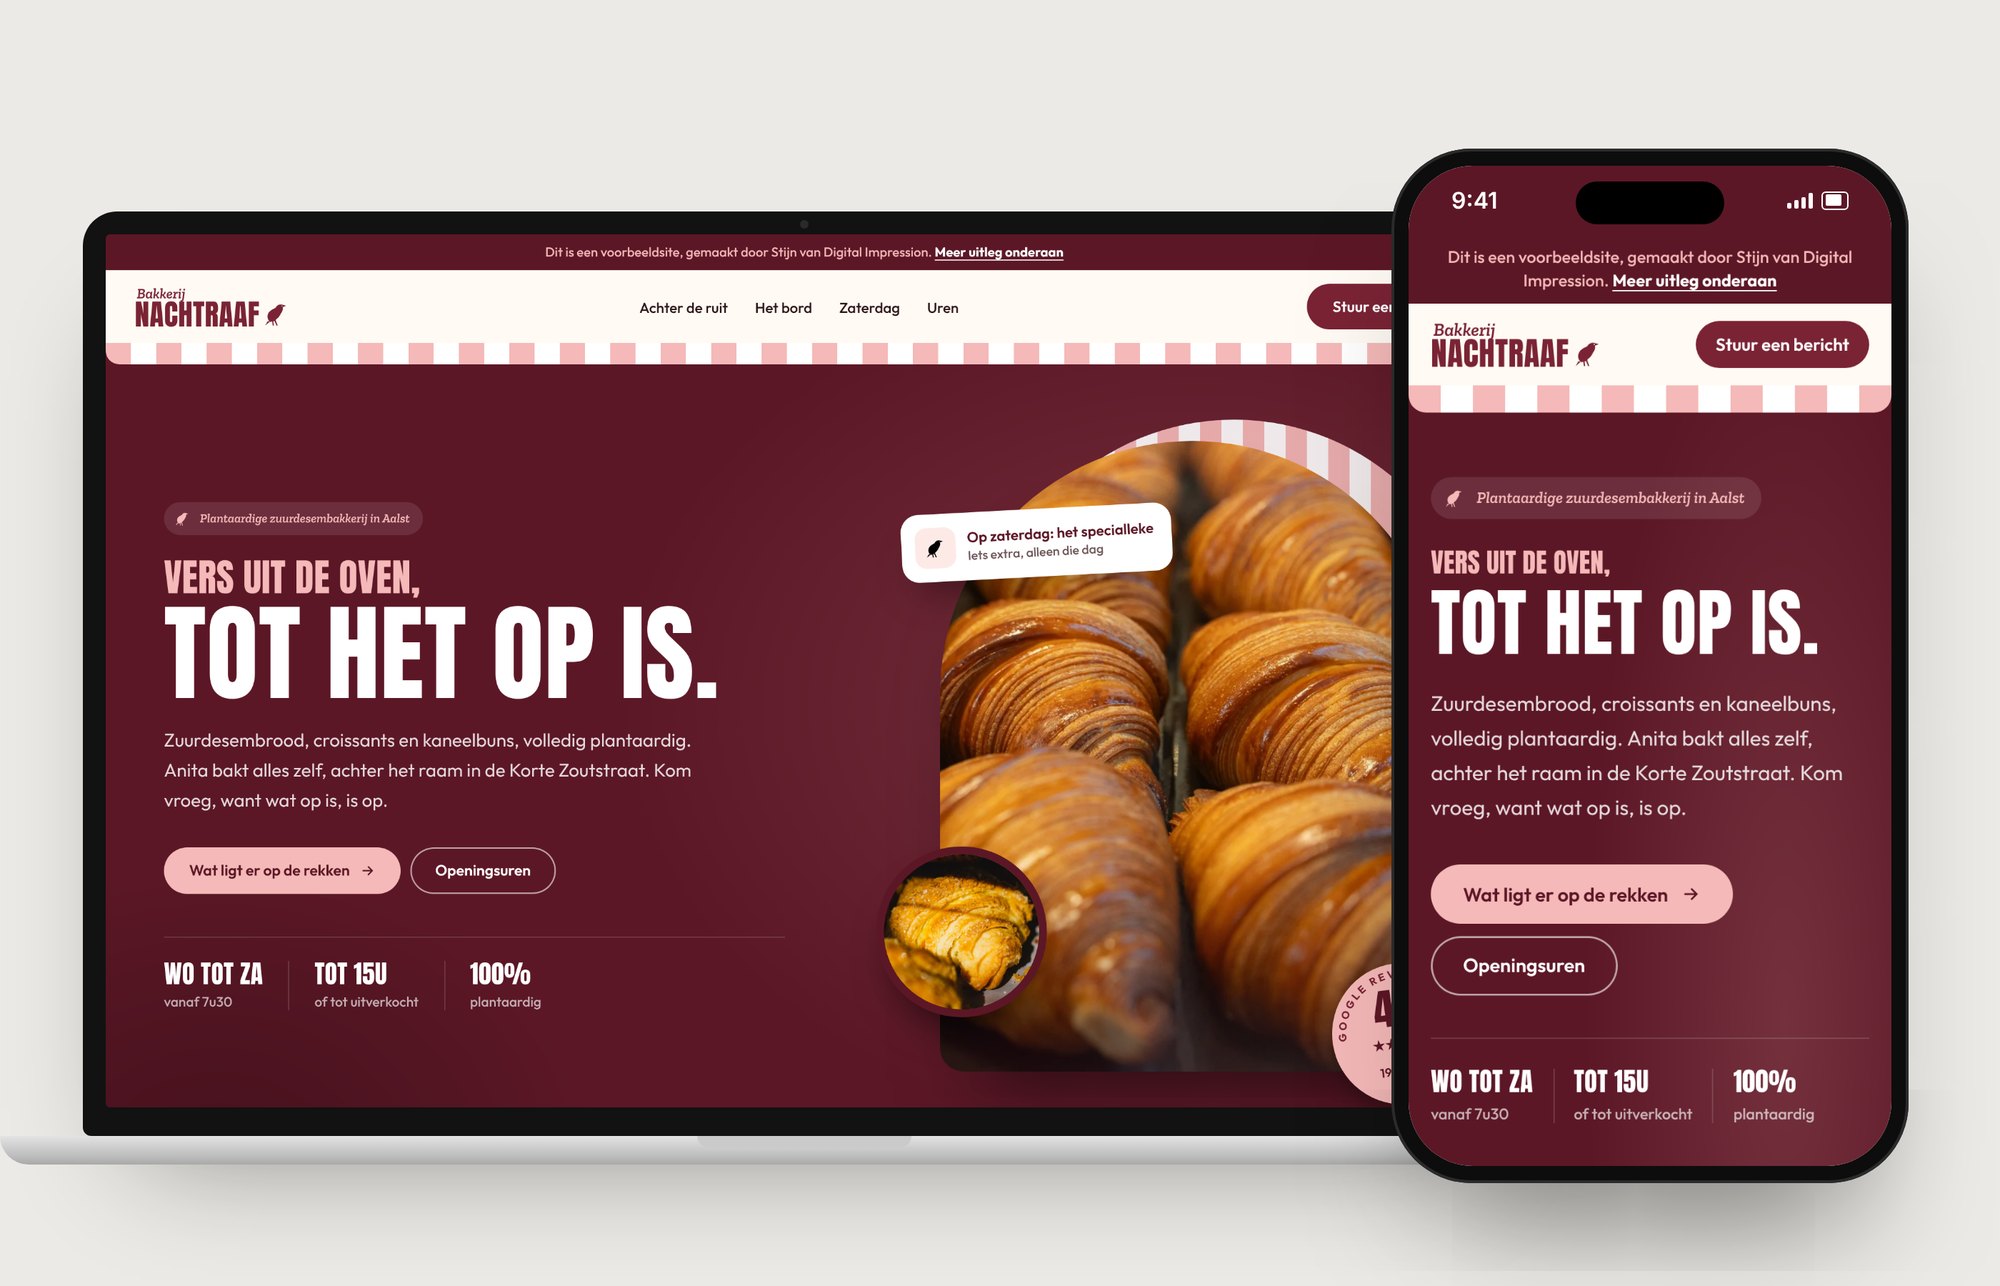 Dit is een voorbeeldsite, gemaakt door Stijn van Digital Impression. Meer uitleg onderaan
Bakkerij
NACHTRAAF
Achter de ruit
Het bord
Zaterdag
Uren
Stuur
Plantaardige zuurdesembakkerij in Aalst
VERS UIT DE OVEN,
TOT HET OP IS.
Zuurdesembrood, croissants en kaneelbuns, volledig plantaardig.
Anita bakt alles zelf, achter het raam in de Korte Zoutstraat. Kom
vroeg, want wat op is, is op.
Wat ligt er op de rekken →
Openingsuren
WO TOT ZA
vanaf 7u30
TOT 15U
of tot uitverkocht
100%
plantaardig
Op zaterdag: het specialleke
Iets extra, alleen die dag
GOOGLE
9:41
Dit is een voorbeeldsite, gemaakt door Stijn van Digital
Impression. Meer uitleg onderaan
Bakkerij
NACHTRAAF
Stuur een bericht
Plantaardige zuurdesembakkerij in Aalst
VERS UIT DE OVEN,
TOT HET OP IS.
Zuurdesembrood, croissants en kaneelbuns,
volledig plantaardig. Anita bakt alles zelf,
achter het raam in de Korte Zoutstraat. Kom
vroeg, want wat op is, is op.
Wat ligt er op de rekken →
Openingsuren
WO TOT ZA
vanaf 7u30
TOT 15U
of tot uitverkocht
100%
plantaardig